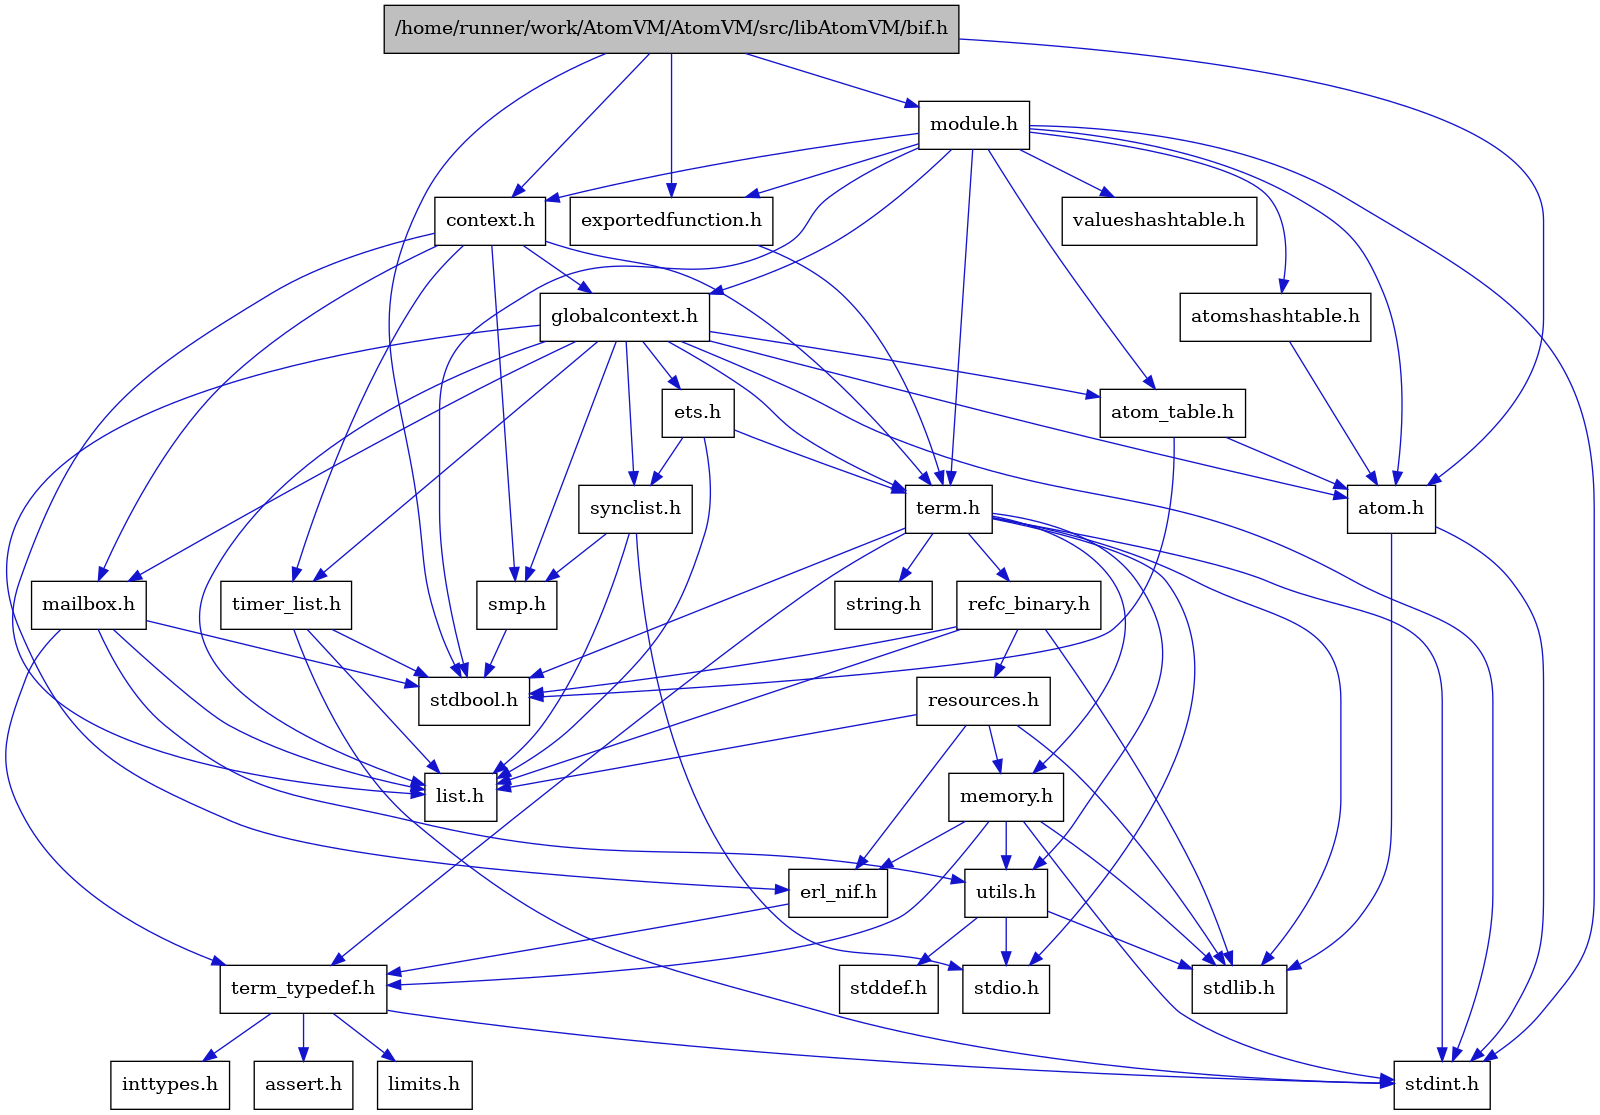 /home/runner/work/AtomVM/AtomVM/src/libAtomVM/bif.h
module.h
context.h
exportedfunction.h
valueshashtable.h
globalcontext.h
atomshashtable.h
ets.h
atom_table.h
synclist.h
term.h
atom.h
mailbox.h
timer_list.h
smp.h
string.h
refc_binary.h
stdbool.h
resources.h
list.h
memory.h
erl_nif.h
utils.h
term_typedef.h
stddef.h
stdio.h
stdlib.h
inttypes.h
assert.h
limits.h
stdint.h